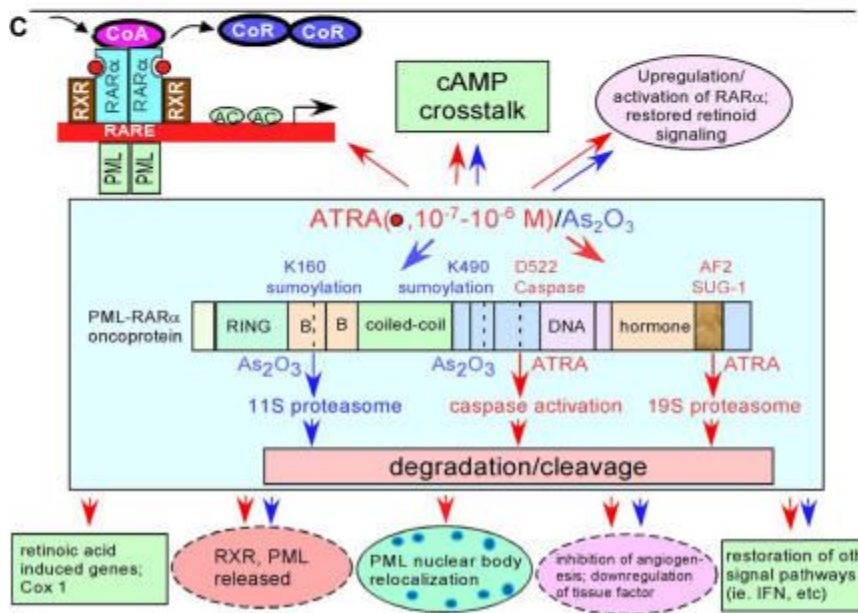 C
CoA
CoR CoR
RXR RARα RARα RXR
AC AC
RARE
PML PML
cAMP
crosstalk
Upregulation/
activation of RARα;
restored retinoid
signaling
ATRA(●,10⁻⁷-10⁻⁶ M)/As₂O₃
K160
sumoylation
K490
sumoylation
D522
Caspase
AF2
SUG-1
PML-RARα
oncoprotein
RING B B coiled-coil DNA hormone
As₂O₃ As₂O₃ ATRA ATRA
11S proteasome caspase activation 19S proteasome
degradation/cleavage
retinoic acid
induced genes;
Cox 1
RXR, PML
released
PML nuclear body
relocalization
inhibition of angiogen-
esis; downregulation
of tissue factor
restoration of oth
signal pathways
(ie. IFN, etc)